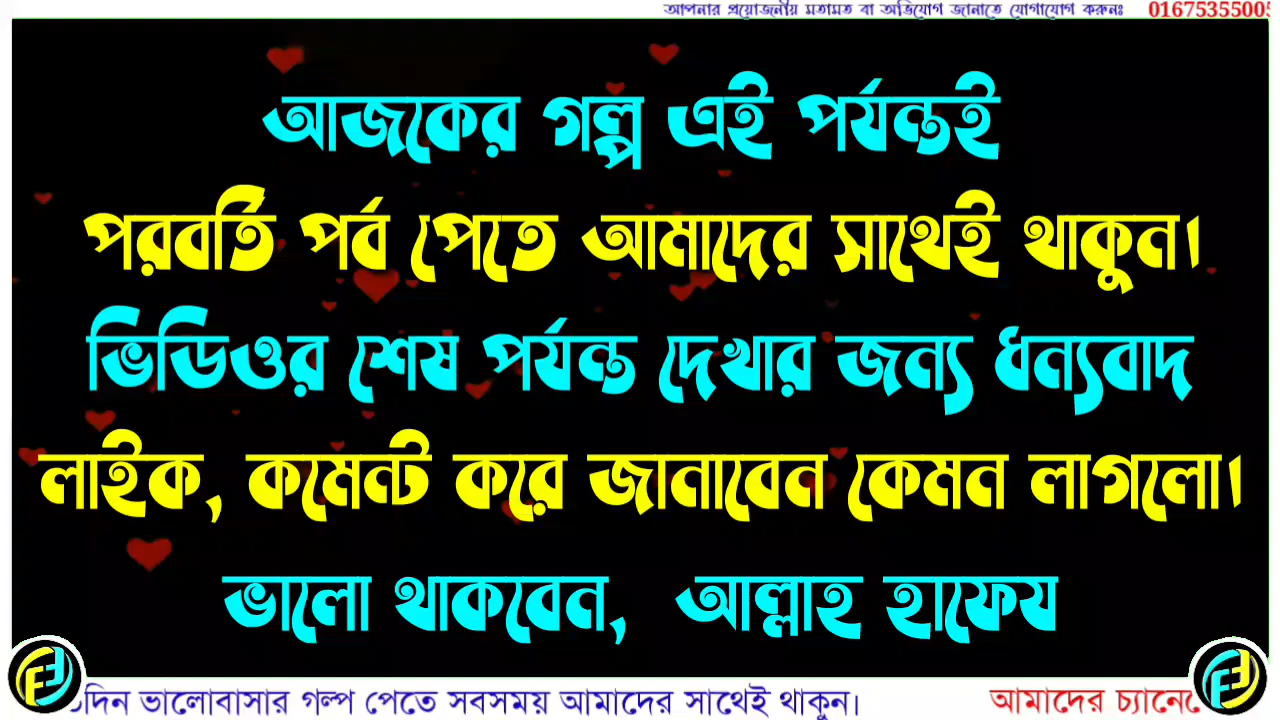 আপনার প্রয়োজনীয় মতামত বা অভিযোগ জানাতে যোগাযোগ করুনঃ 01675355005
আজকের গল্প এই পর্যন্তই
পরবর্তি পর্ব পেতে আমাদের সাথেই থাকুন।
ভিডিওর শেষ পর্যন্ত দেখার জন্য ধন্যবাদ
লাইক, কমেন্ট করে জানাবেন কেমন লাগলো।
ভালো থাকবেন, আল্লাহ হাফেয
ভালোবাসার গল্প পেতে সবসময় আমাদের সাথেই থাকুন। আমাদের